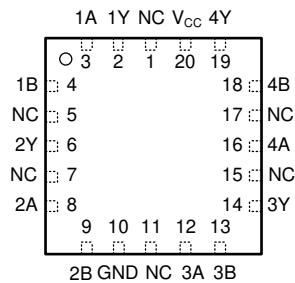 1A 1Y NC VCC 4Y
3 2 1 20 19
1B 4 18 4B
NC 5 17 NC
2Y 6 16 4A
NC 7 15 NC
2A 8 14 3Y
9 10 11 12 13
2B GND NC 3A 3B